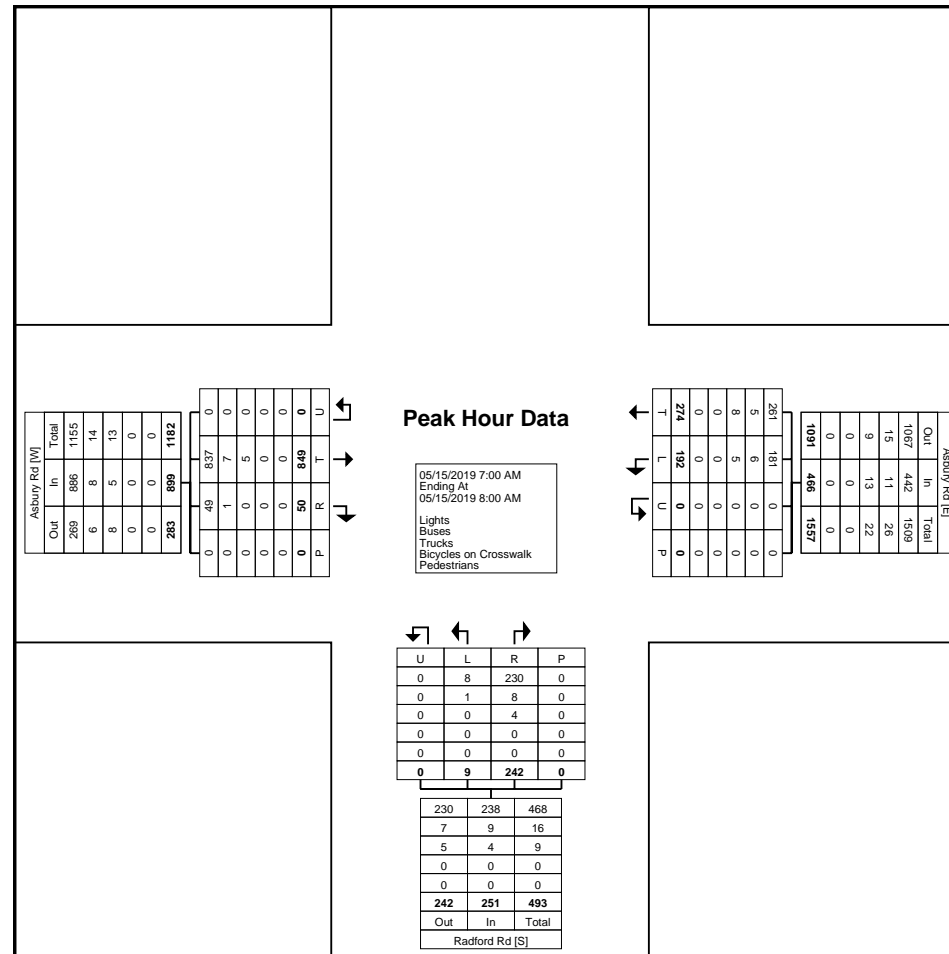 Peak Hour Data
05/15/2019 7:00 AM
Ending At
05/15/2019 8:00 AM
Lights
Buses
Trucks
Bicycles on Crosswalk
Pedestrians
Asbury Rd [W]
Out In Total
269 886 1155
6 8 14
8 5 13
0 0 0
0 0 0
283 899 1182
U T R P
0 849 50 0
0 0 0 0
0 0 0 0
0 5 0 0
0 7 1 0
0 837 49 0
Asbury Rd [E]
Out In Total
1067 442 1509
15 11 26
9 13 22
0 0 0
0 0 0
1091 466 1557
261 181 0 0
5 6 0 0
8 5 0 0
0 0 0 0
0 0 0 0
274 192 0 0
T L U P
U L R P
0 8 230 0
0 1 8 0
0 0 4 0
0 0 0 0
0 0 0 0
0 9 242 0
230 238 468
7 9 16
5 4 9
0 0 0
0 0 0
242 251 493
Out In Total
Radford Rd [S]